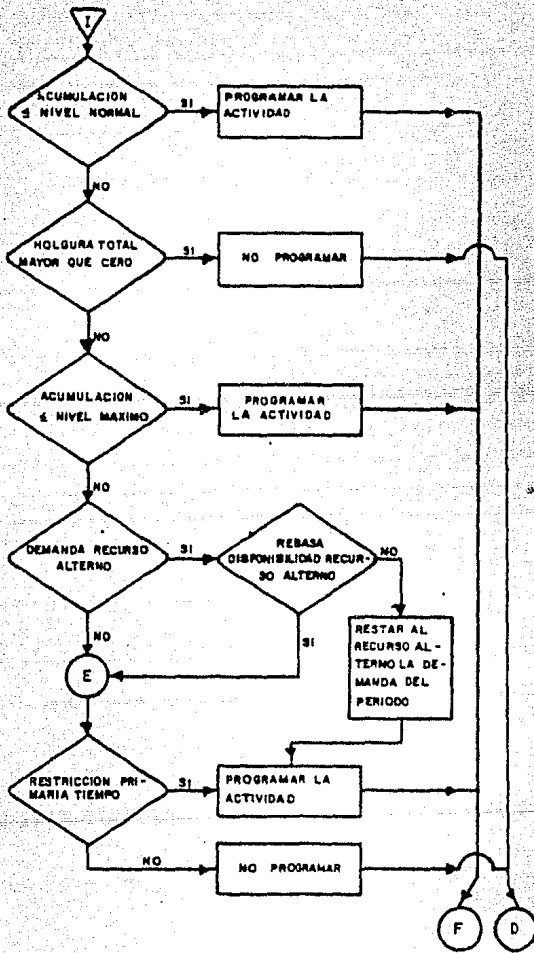 I
ACUMULACION
≤ NIVEL NORMAL
SI
PROGRAMAR LA
ACTIVIDAD
NO
HOLGURA TOTAL
MAYOR QUE CERO
SI
NO PROGRAMAR
NO
ACUMULACION
≤ NIVEL MAXIMO
SI
PROGRAMAR
LA ACTIVIDAD
NO
DEMANDA RECURSO
ALTERNO
SI
REBASA
DISPONIBILIDAD RECUR-
SO ALTERNO
NO
RESTAR AL
RECURSO AL-
TERNO LA DE-
MANDA DEL
PERIODO
SI
NO
E
RESTRICCION PRI-
MARIA TIEMPO
SI
PROGRAMAR LA
ACTIVIDAD
NO
NO PROGRAMAR
F
D